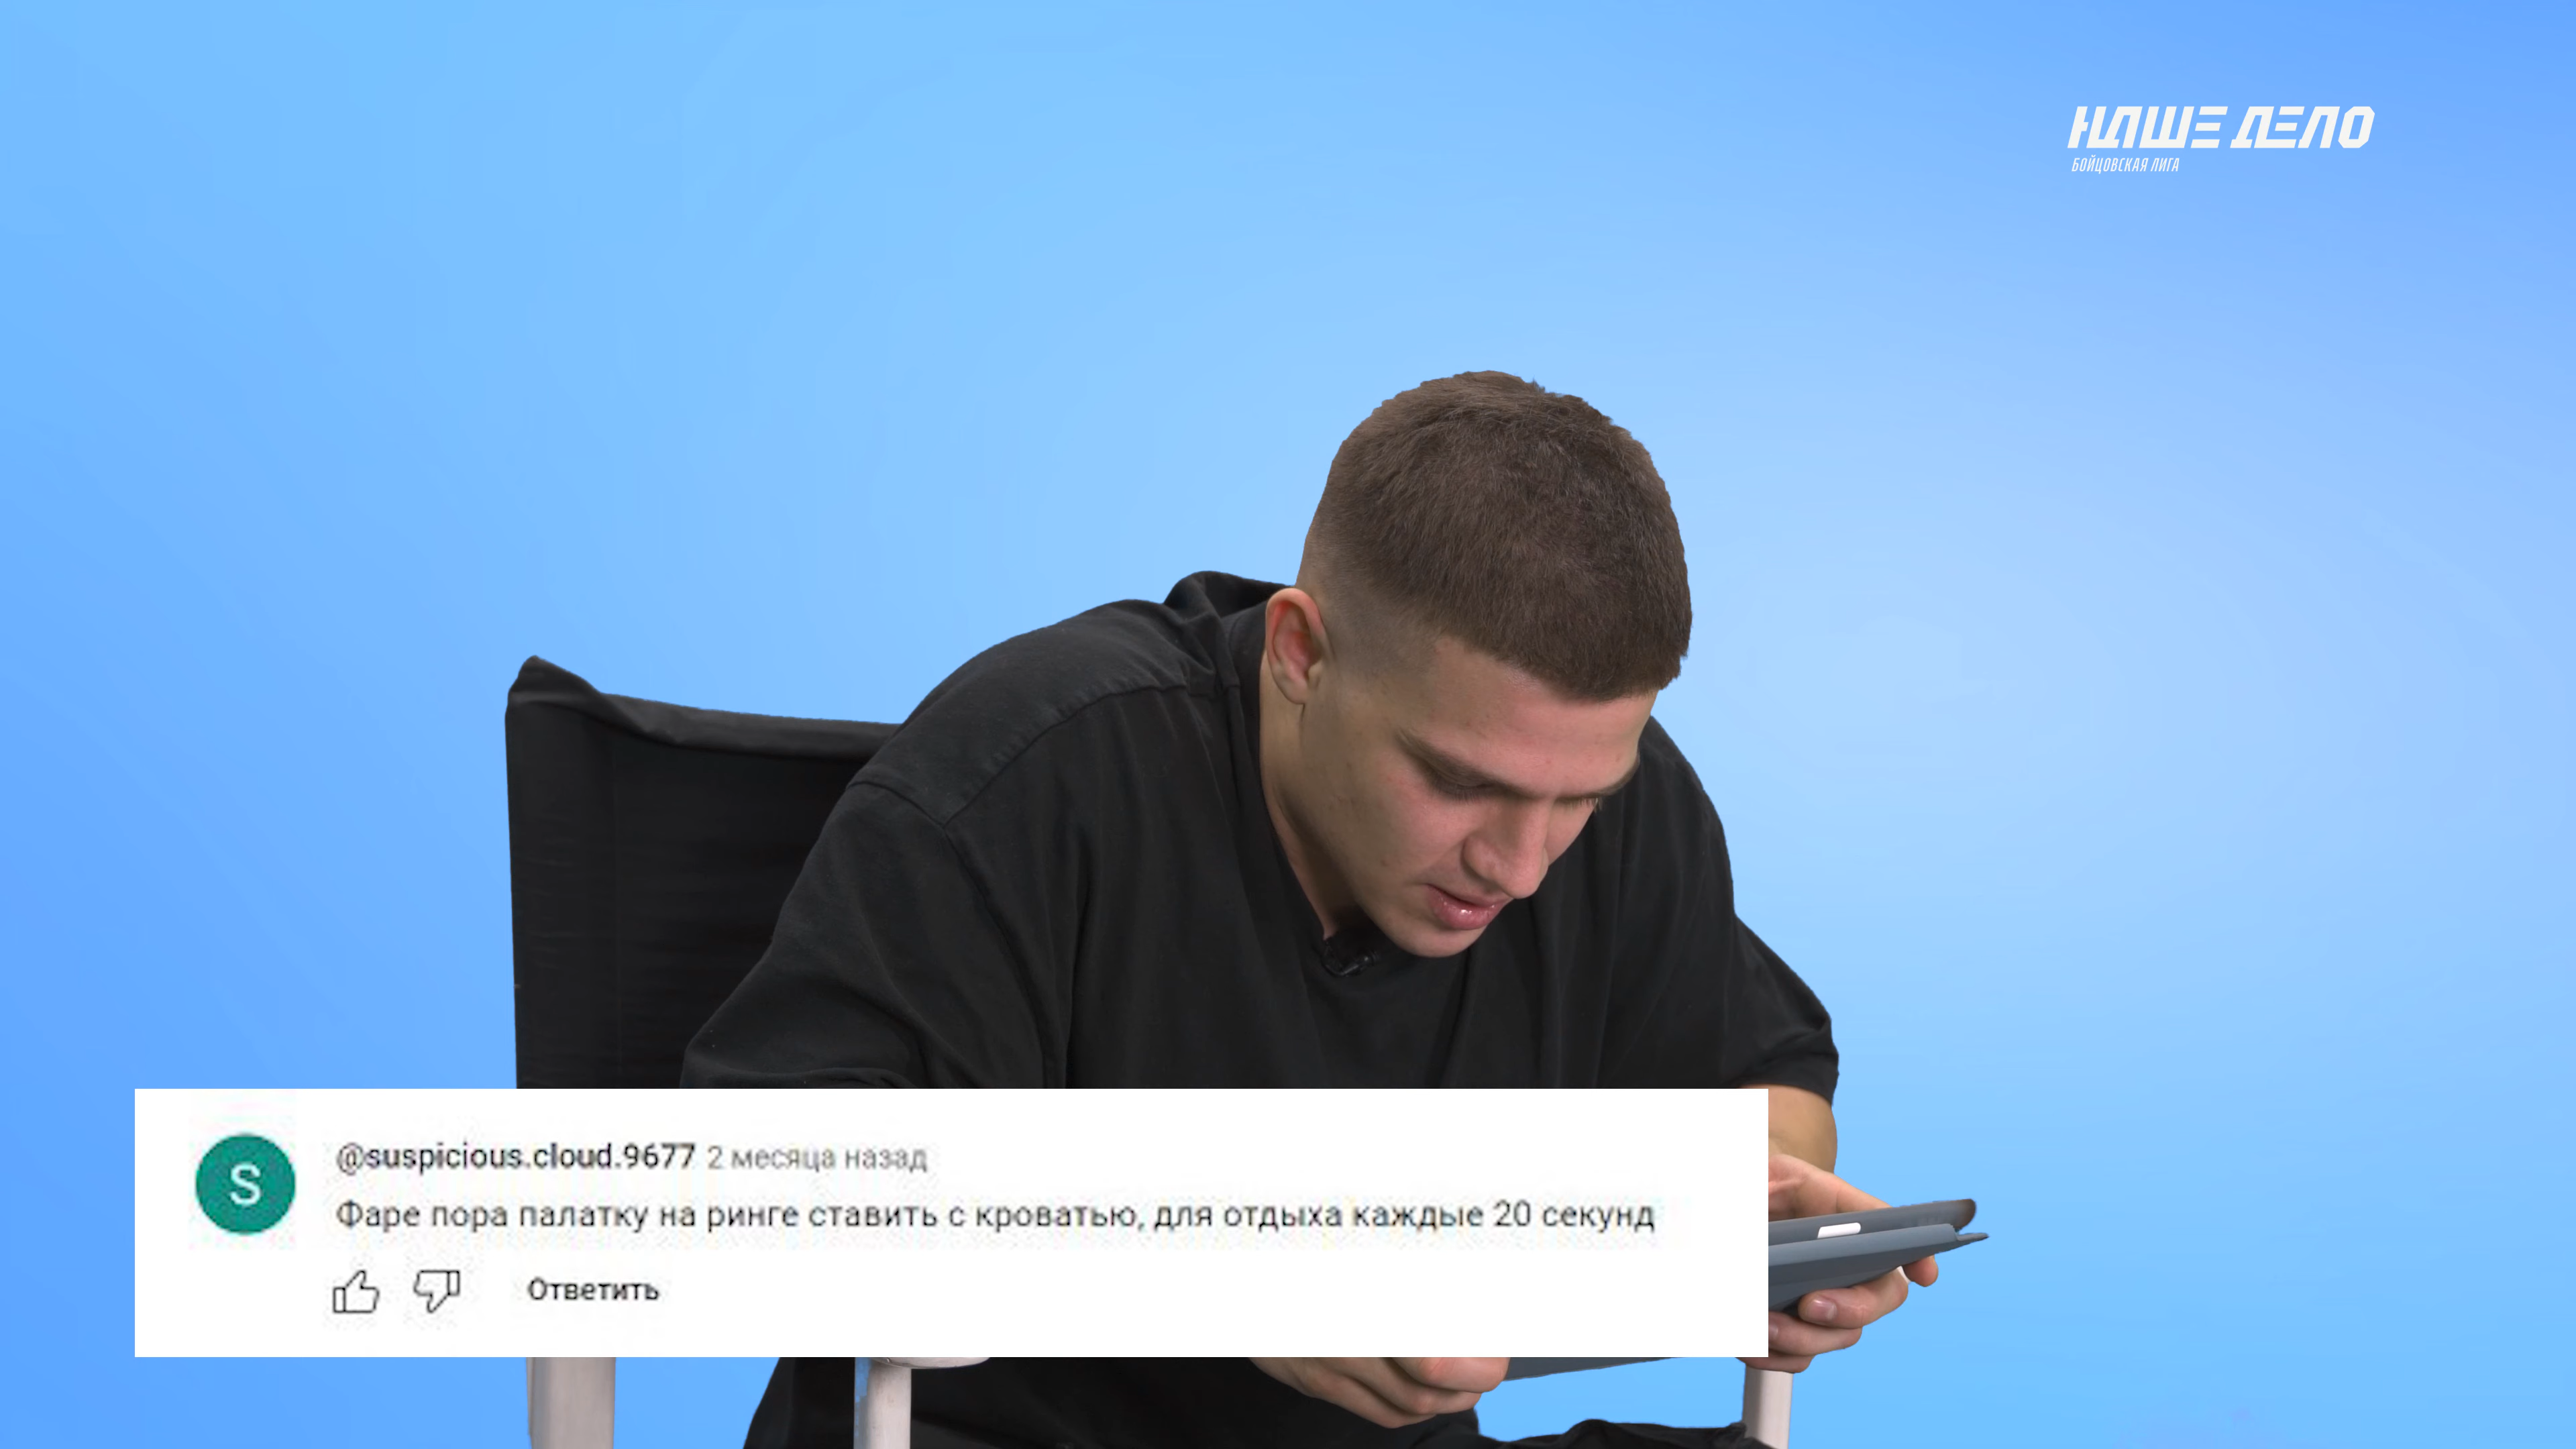 НАШЕ ДЕЛО
БОЙЦОВСКАЯ ЛИГА
S
@suspicious.cloud.9677 2 месяца назад
Фаре пора палатку на ринге ставить с кроватью, для отдыха каждые 20 секунд
Ответить